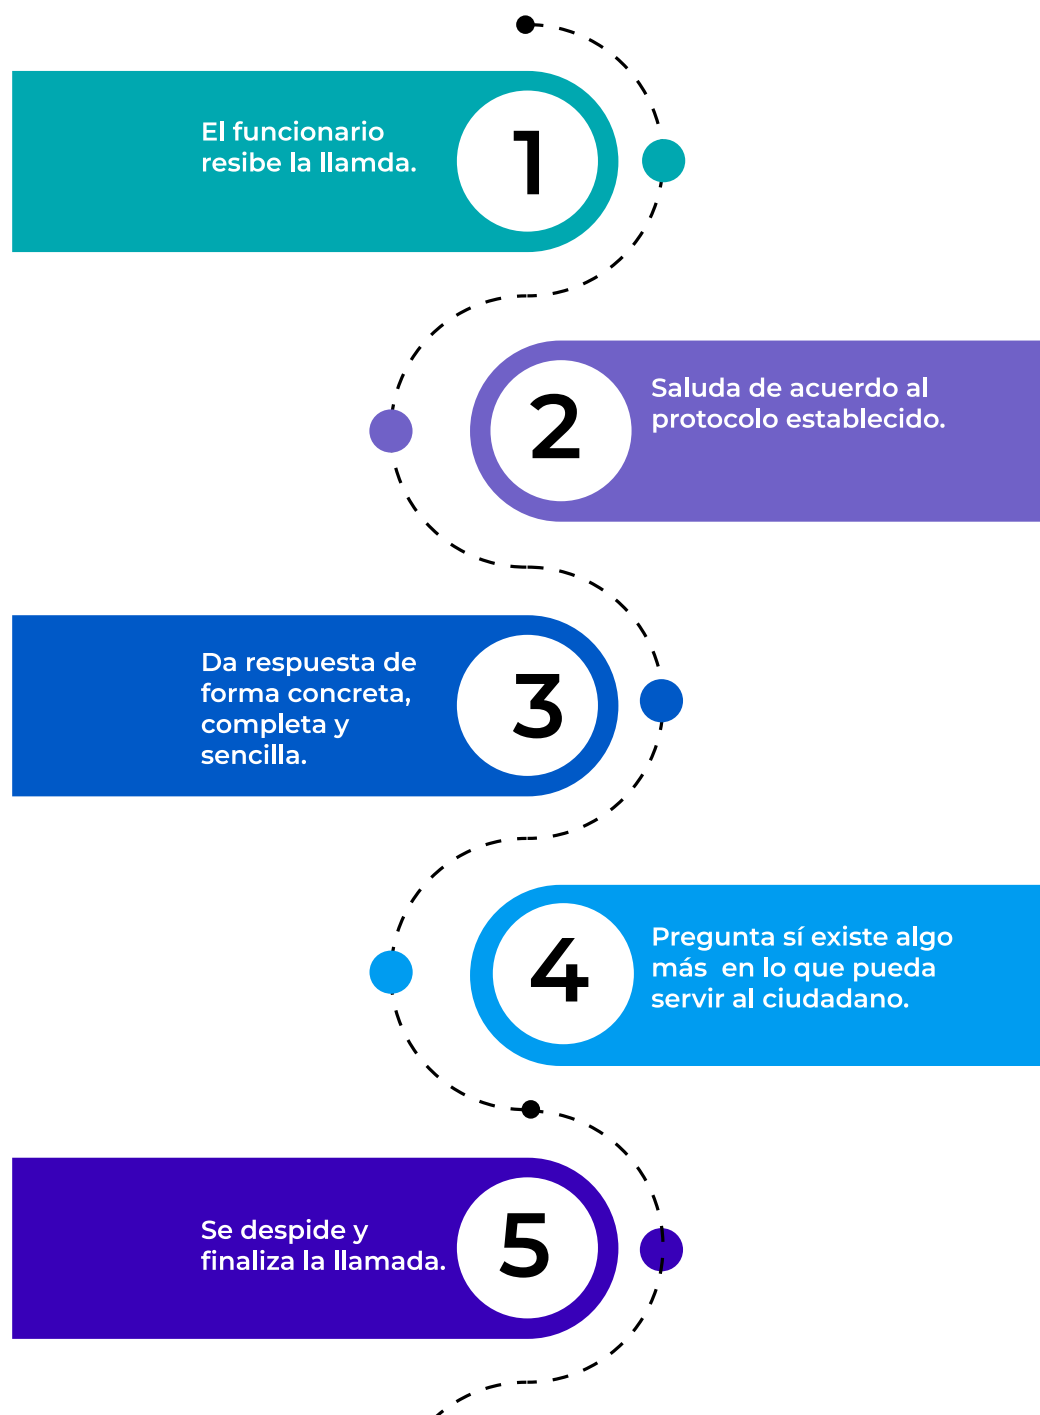 El funcionario
resibe la llamda.
1
2
Saluda de acuerdo al
protocolo establecido.
Da respuesta de
forma concreta,
completa y
sencilla.
3
4
Pregunta sí existe algo
más  en lo que pueda
servir al ciudadano.
Se despide y
finaliza la llamada.
5